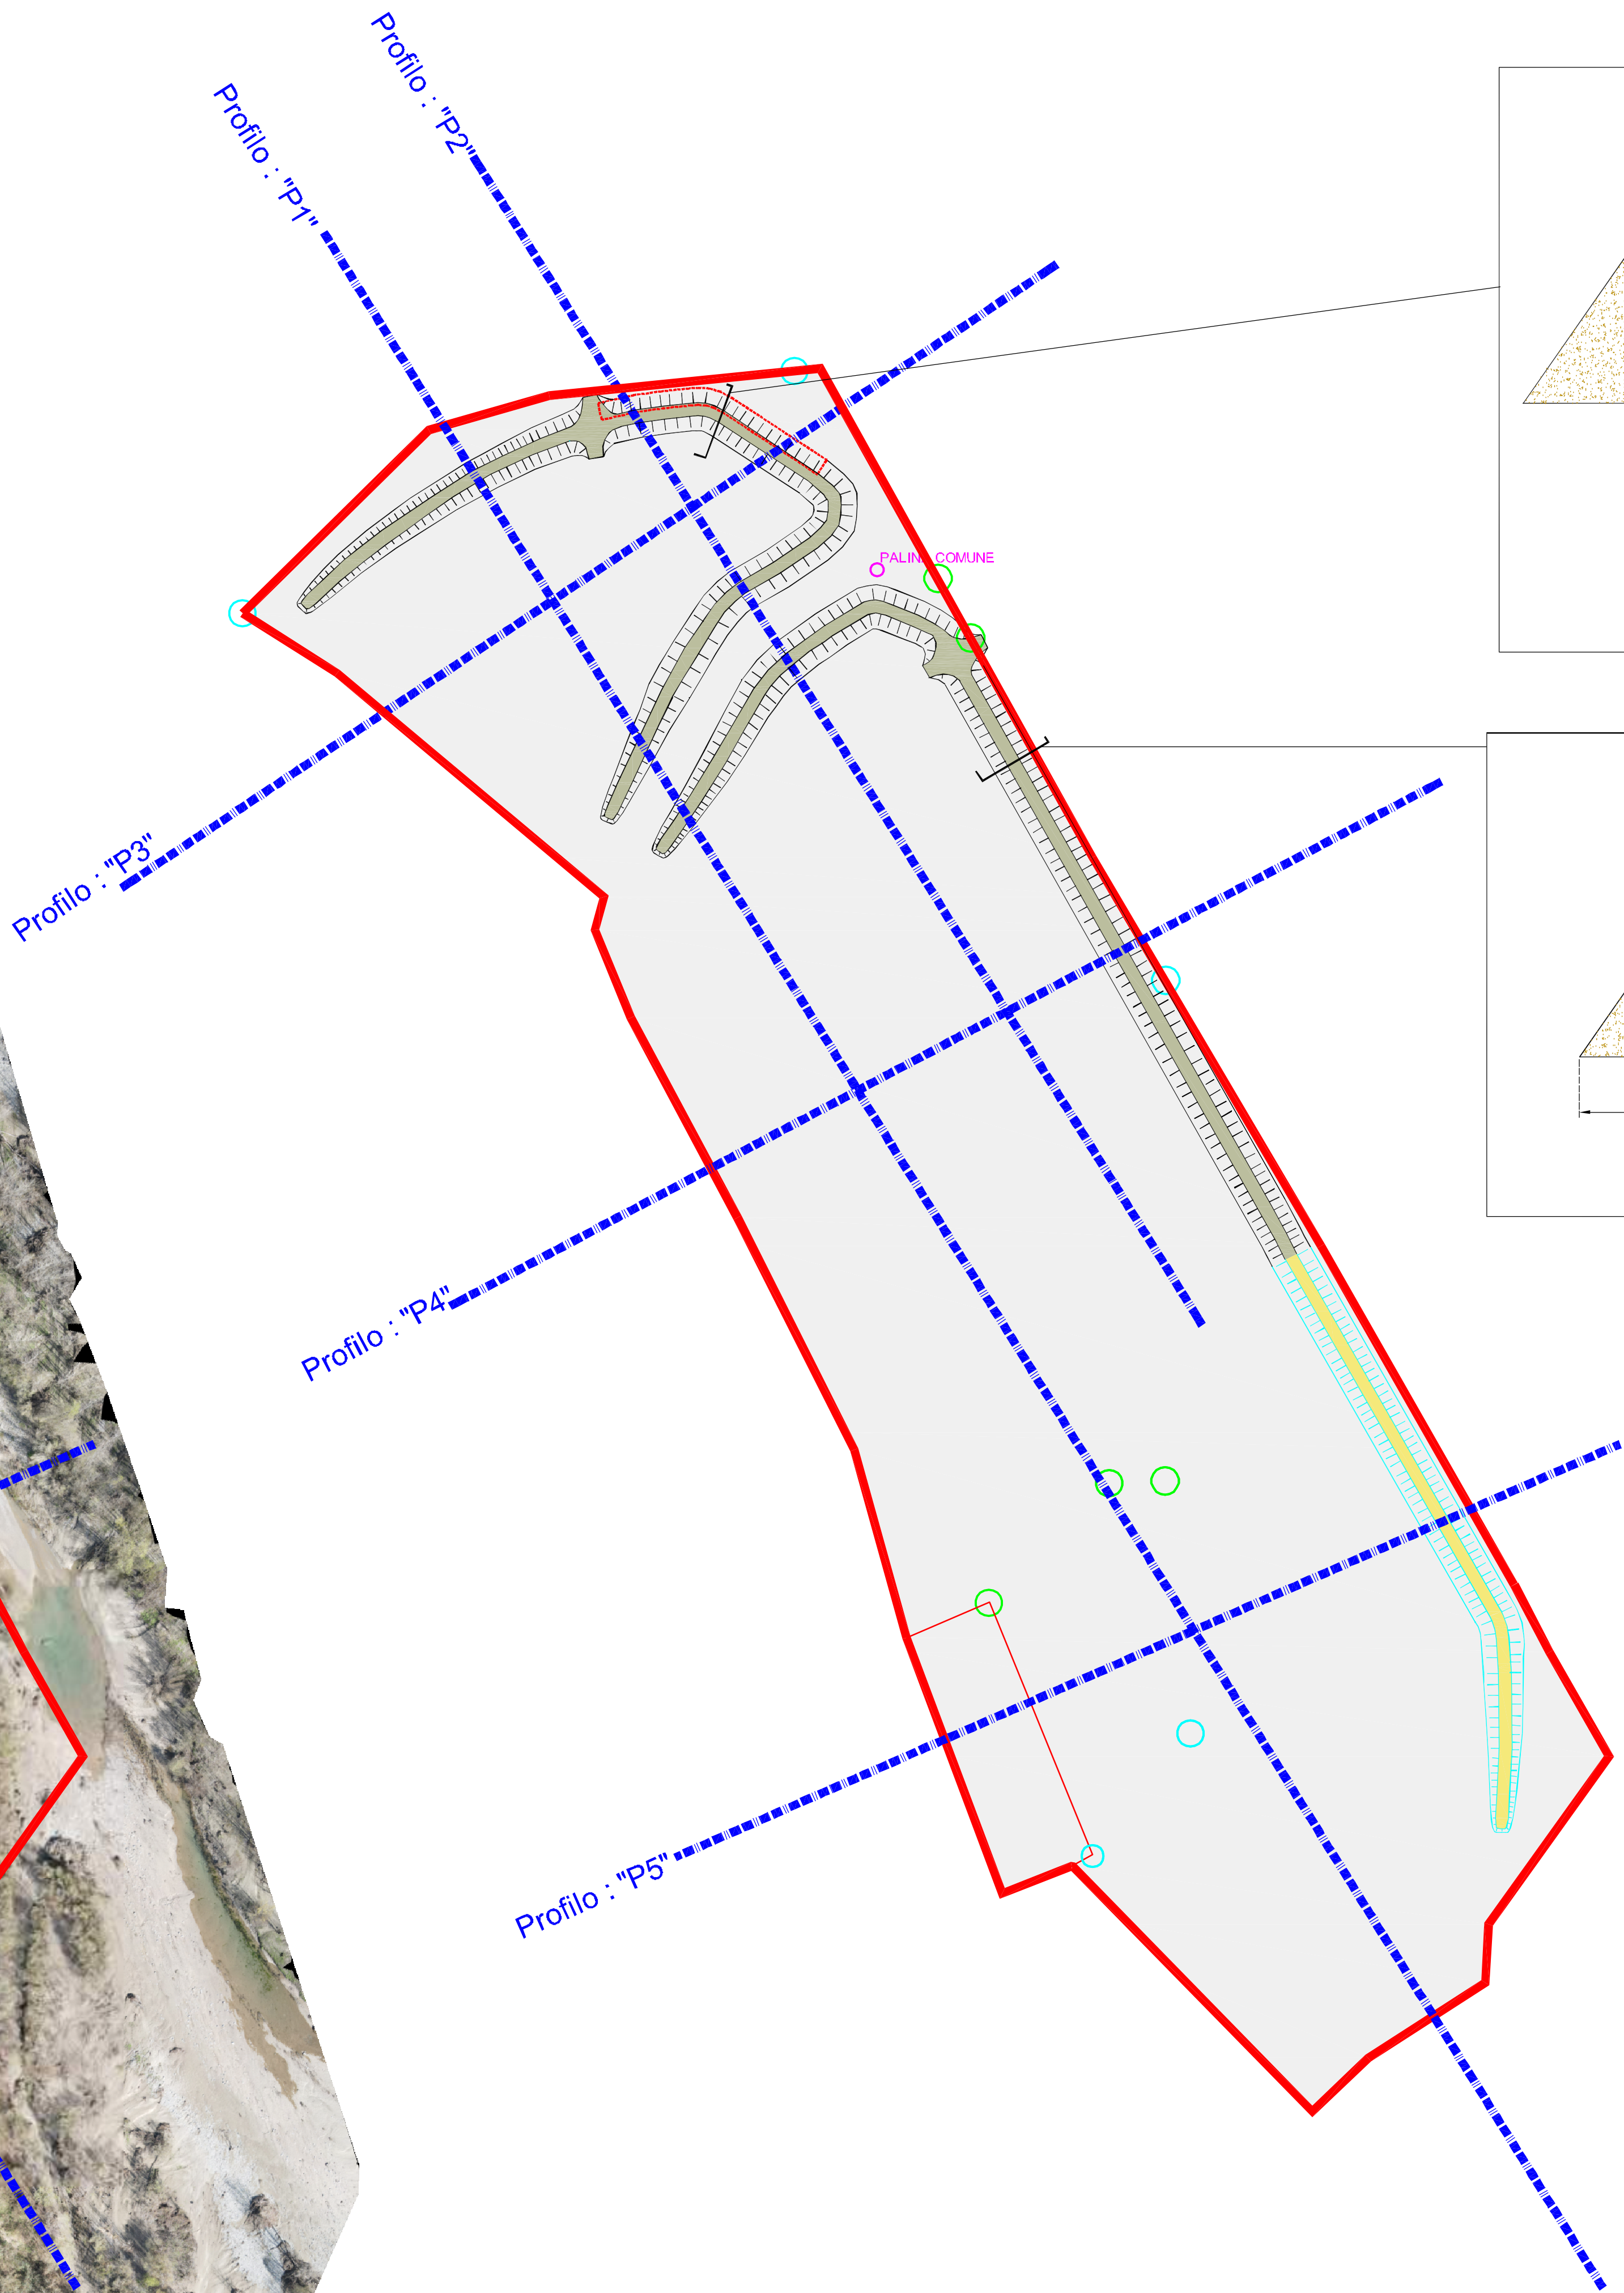 Profilo : "P2"
Profilo : "P1"
PALINA COMUNE
Profilo : "P3"
Profilo : "P4"
Profilo : "P5"